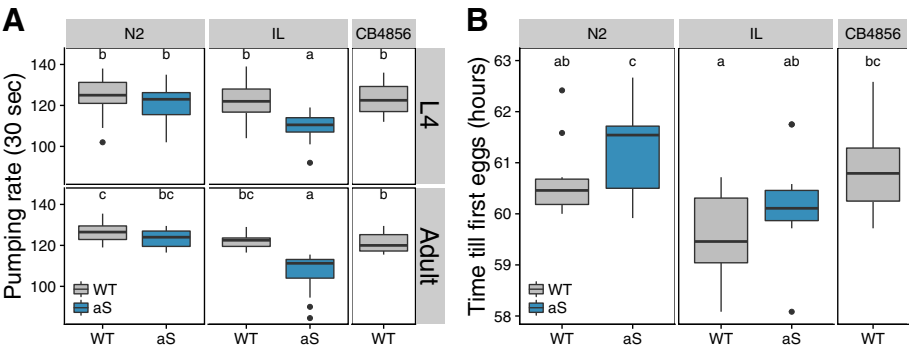 A
N2 IL CB4856
Pumping rate (30 sec)
140
120
100
b b b a b
L4
140
120
100
c bc bc a b
Adult
WT
aS
WT aS WT aS WT
B
N2 IL CB4856
Time till first eggs (hours)
63
62
61
60
59
58
ab c a ab bc
WT
aS
WT aS WT aS WT